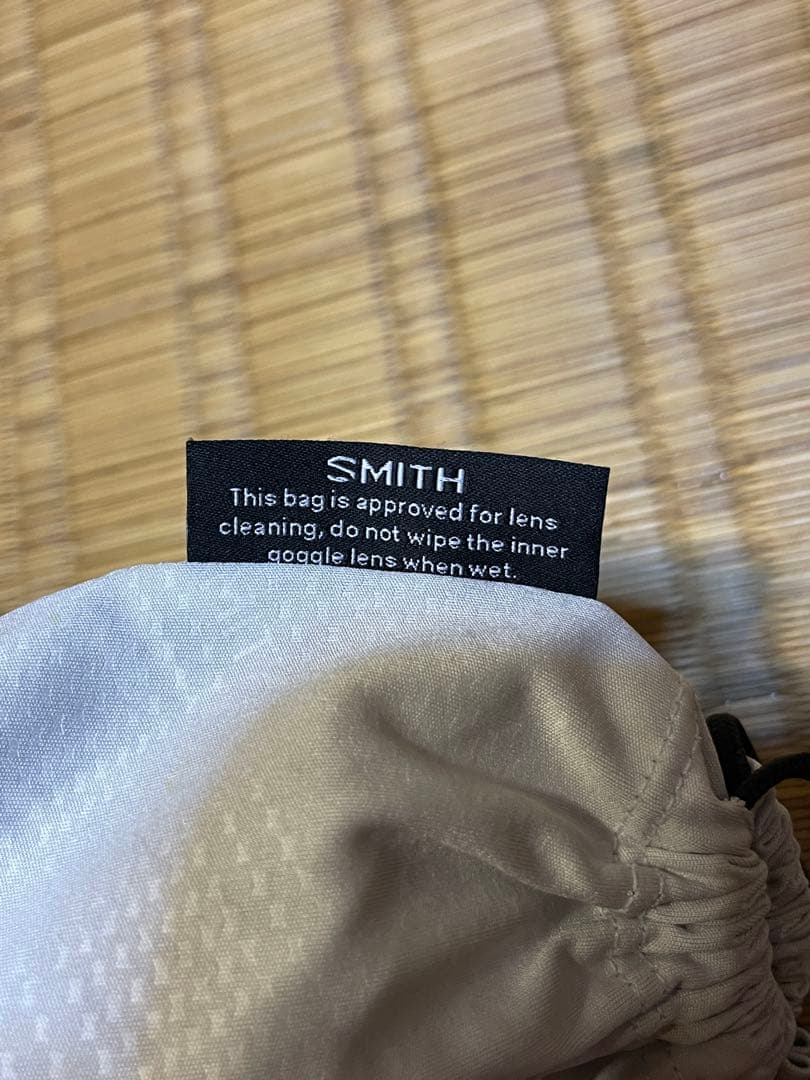 SMITH
This bag is approved for lens
cleaning, do not wipe the inner
goggle lens when wet.